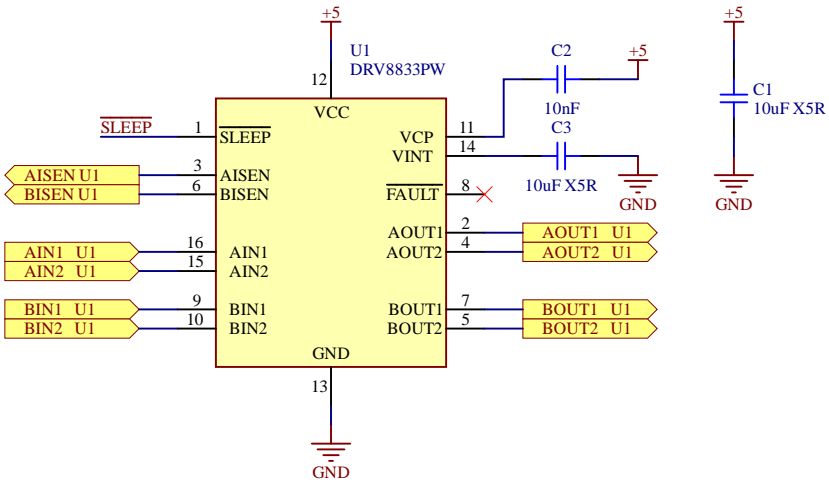 +5
+5
U1
DRV8833PW
C2
+5
12
VCC
10nF
C1
10uF X5R
SLEEP
1
SLEEP
VCP
11
C3
VINT
14
10uF X5R
AISEN U1
3
AISEN
BISEN U1
6
BISEN
FAULT
8
GND
GND
AOUT1
2
AOUT1 U1
AOUT2
4
AOUT2 U1
AIN1 U1
16
AIN1
AIN2 U1
15
AIN2
BIN1 U1
9
BIN1
BIN2 U1
10
BIN2
BOUT1
7
BOUT1 U1
BOUT2
5
BOUT2 U1
GND
13
GND